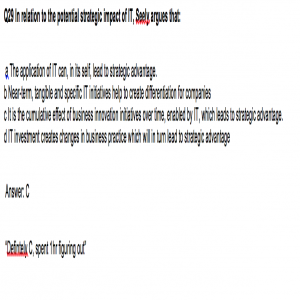 Q29 In relation to the potential strategic impact of IT, Seely argues that:
a, The application of IT can, in its self, lead to strategic advantage.
b Near-term, tangible and specific IT initiatives help to create differentiation for companies
c It is the cumulative effect of business innovation initiatives over time, enabled by IT, which leads to strategic advantage.
d IT investment creates changes in business practice which will in turn lead to strategic advantage
Answer: C
"Definitely C, spent 1hr figuring out"